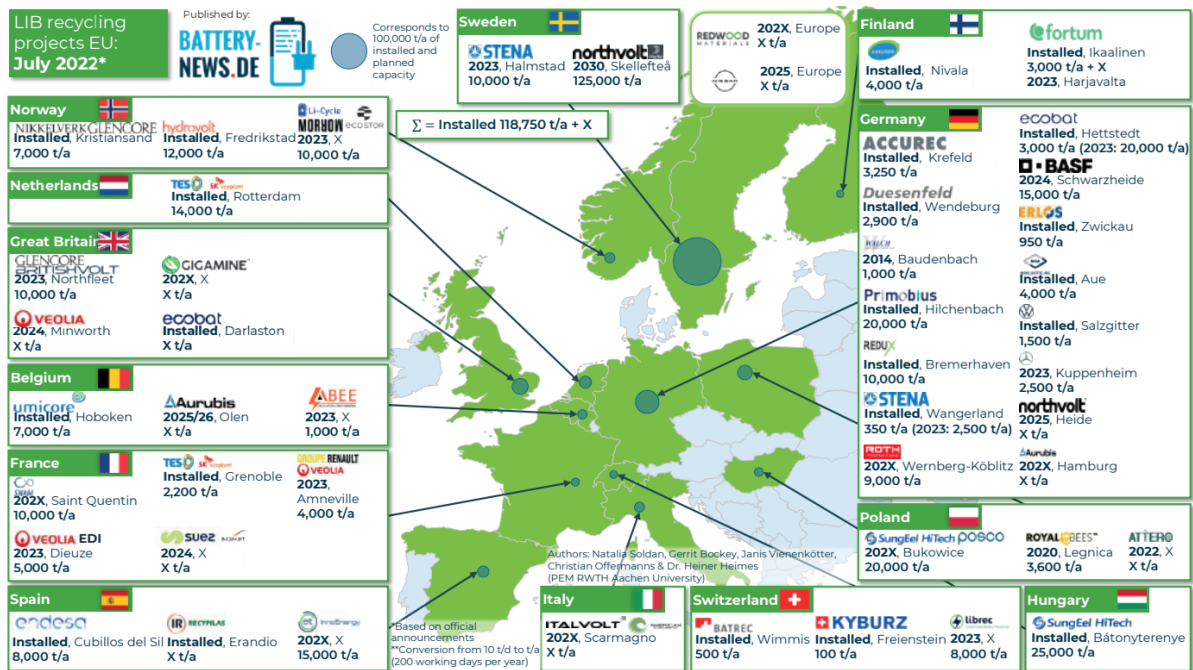 LIB recycling
projects EU:
July 2022*
Published by:
BATTERY-
NEWS.DE
Corresponds to
100,000 t/a of
installed and
planned
capacity
Sweden
STENA
2023, Halmstad
10,000 t/a
northvolt
2030, Skellefteå
125,000 t/a
REDWOOD
MATERIALS
202X, Europe
X t/a
NISSAN
2025, Europe
X t/a
Finland
AKKUSER
Installed, Nivala
4,000 t/a
fortum
Installed, Ikaalinen
3,000 t/a + X
2023, Harjavalta
Norway
NIKKELVERK GLENCORE
Installed, Kristiansand
7,000 t/a
hydrovolt
Installed, Fredrikstad
12,000 t/a
Li-Cycle
MORROW ECOSTOR
2023, X
10,000 t/a
∑ = Installed 118,750 t/a + X
Netherlands
TES SK ecoplant
Installed, Rotterdam
14,000 t/a
Great Britain
GLENCORE
BRITISHVOLT
2023, Northfleet
10,000 t/a
GIGAMINE
202X, X
X t/a
VEOLIA
2024, Minworth
X t/a
ecobat
Installed, Darlaston
X t/a
Belgium
umicore
Installed, Hoboken
7,000 t/a
Aurubis
2025/26, Olen
X t/a
ABEE
2023, X
1,000 t/a
France
SNAM
202X, Saint Quentin
10,000 t/a
TES SK ecoplant
Installed, Grenoble
2,200 t/a
GROUPE RENAULT
VEOLIA
2023,
Amneville
4,000 t/a
VEOLIA EDI
2023, Dieuze
5,000 t/a
suez
2024, X
X t/a
Spain
endesa
Installed, Cubillos del Sil
8,000 t/a
RECYPILAS
Installed, Erandio
X t/a
InnoEnergy
202X, X
15,000 t/a
Germany
ACCUREC
Installed, Krefeld
3,250 t/a
Duesenfeld
Installed, Wendeburg
2,900 t/a
WALCH
2014, Baudenbach
1,000 t/a
Primobius
Installed, Hilchenbach
20,000 t/a
REDUX
Installed, Bremerhaven
10,000 t/a
STENA
Installed, Wangerland
350 t/a (2023: 2,500 t/a)
ROTH
202X, Wernberg-Köblitz
9,000 t/a
ecobat
Installed, Hettstedt
3,000 t/a (2023: 20,000 t/a)
BASF
2024, Schwarzheide
15,000 t/a
ERLOS
Installed, Zwickau
950 t/a
Installed, Aue
4,000 t/a
Installed, Salzgitter
1,500 t/a
2023, Kuppenheim
2,500 t/a
northvolt
2025, Heide
X t/a
Aurubis
202X, Hamburg
X t/a
Poland
SungEel HiTech posco
202X, Bukowice
20,000 t/a
ROYAL BEES™
2020, Legnica
3,600 t/a
ATTERO
2022, X
X t/a
Authors: Natalia Soldan, Gerrit Bockey, Janis Vienenkötter,
Christian Offermanns & Dr. Heiner Heimes
(PEM RWTH Aachen University)
*Based on official
announcements
**Conversion from 10 t/d to t/a
(200 working days per year)
Italy
ITALVOLT
202X, Scarmagno
X t/a
Switzerland
BATREC
Installed, Wimmis
500 t/a
KYBURZ
Installed, Freienstein
100 t/a
librec
2023, X
8,000 t/a
Hungary
SungEel HiTech
Installed, Bátonyterenye
25,000 t/a